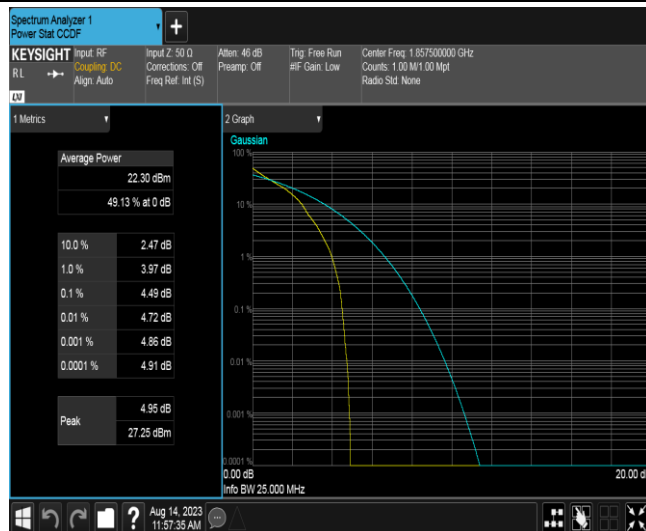 Spectrum Analyzer 1
Power Stat CCDF
+
KEYSIGHT
RL
Input: RF
Coupling: DC
Align: Auto
Input Z: 50 Ω
Corrections: Off
Freq Ref: Int (S)
Atten: 46 dB
Preamp: Off
Trig: Free Run
#IF Gain: Low
Center Freq: 1.857500000 GHz
Counts: 1.00 M/1.00 Mpt
Radio Std: None
1 Metrics
Average Power
22.30 dBm
49.13 % at 0 dB
10.0 % 2.47 dB
1.0 % 3.97 dB
0.1 % 4.49 dB
0.01 % 4.72 dB
0.001 % 4.86 dB
0.0001 % 4.91 dB
Peak
4.95 dB
27.25 dBm
2 Graph
Gaussian
100 %
10 %
1 %
0.1 %
0.01 %
0.001 %
0.0001 %
0.00 dB
20.00 d
Info BW 25.000 MHz
?
Aug 14, 2023
11:57:35 AM